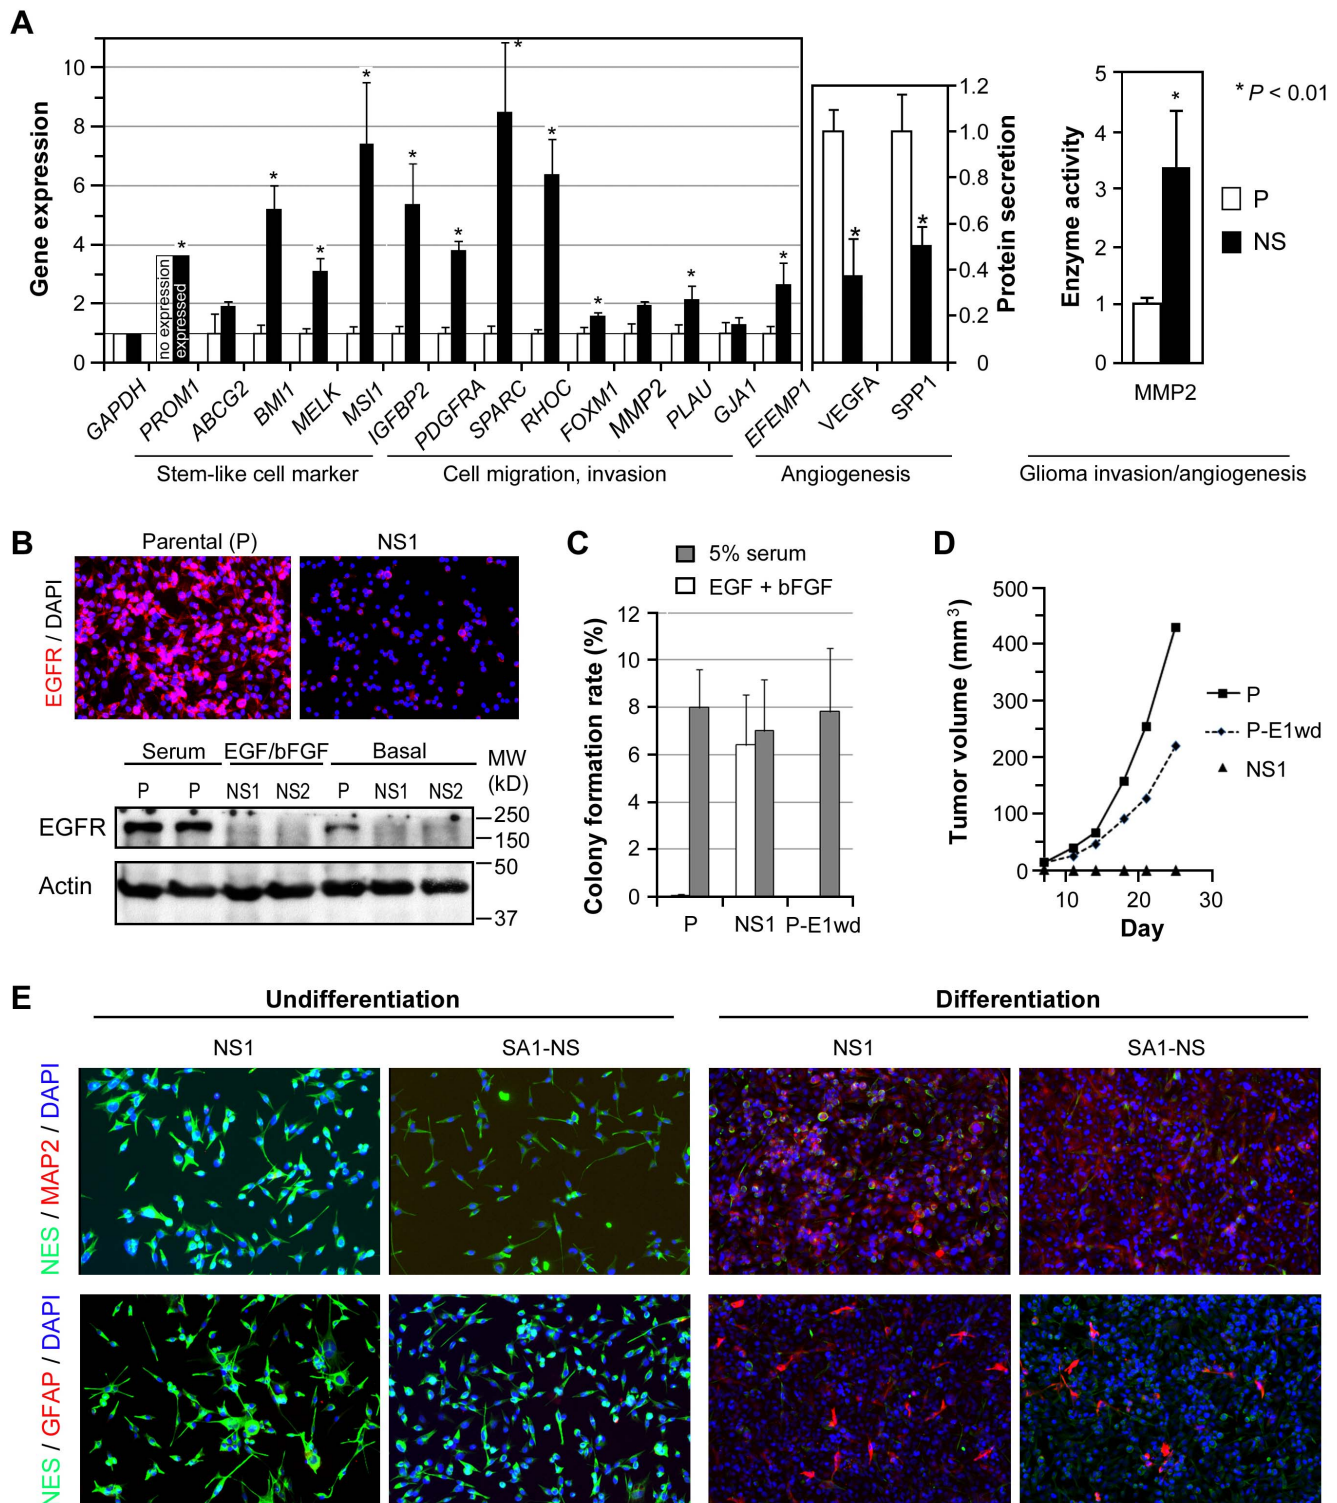 A
Gene expression
10
8
6
4
2
0
no expression
expressed
*
*
*
*
*
*
*
*
*
*
*
GAPDH
PROM1
ABCG2
BMI1
MELK
MSI1
IGFBP2
PDGFRA
SPARC
RHOC
FOXM1
MMP2
PLAU
GJA1
EFEMP1
VEGFA
SPP1
*
*
1.2
1.0
0.8
0.6
0.4
0.2
0
Protein secretion
Enzyme activity
5
4
3
2
1
0
*
MMP2
* P < 0.01
P
NS
Stem-like cell marker
Cell migration, invasion
Angiogenesis
Glioma invasion/angiogenesis
B
Parental (P)
NS1
EGFR / DAPI
Serum
EGF/bFGF
Basal
MW
(kD)
P
P
NS1
NS2
P
NS1
NS2
EGFR
250
150
Actin
50
37
C
5% serum
EGF + bFGF
Colony formation rate (%)
12
10
8
6
4
2
0
P
NS1
P-E1wd
D
Tumor volume (mm3)
500
400
300
200
100
0
10
20
30
Day
P
P-E1wd
NS1
E
Undifferentiation
Differentiation
NS1
SA1-NS
NS1
SA1-NS
NES / MAP2 / DAPI
NES / GFAP / DAPI